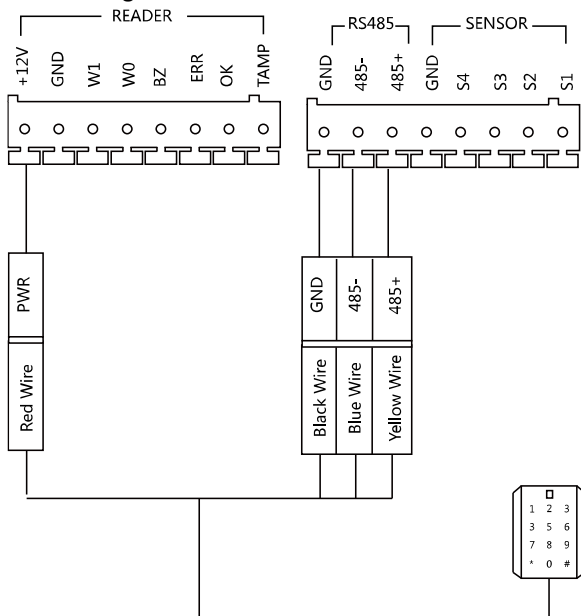 READER
+12V
GND
W1
W0
BZ
ERR
OK
TAMP
RS485
SENSOR
GND
485-
485+
GND
S4
S3
S2
S1
PWR
Red Wire
GND
485-
485+
Black Wire
Blue Wire
Yellow Wire
1 2 3
3 5 6
7 8 9
* 0 #